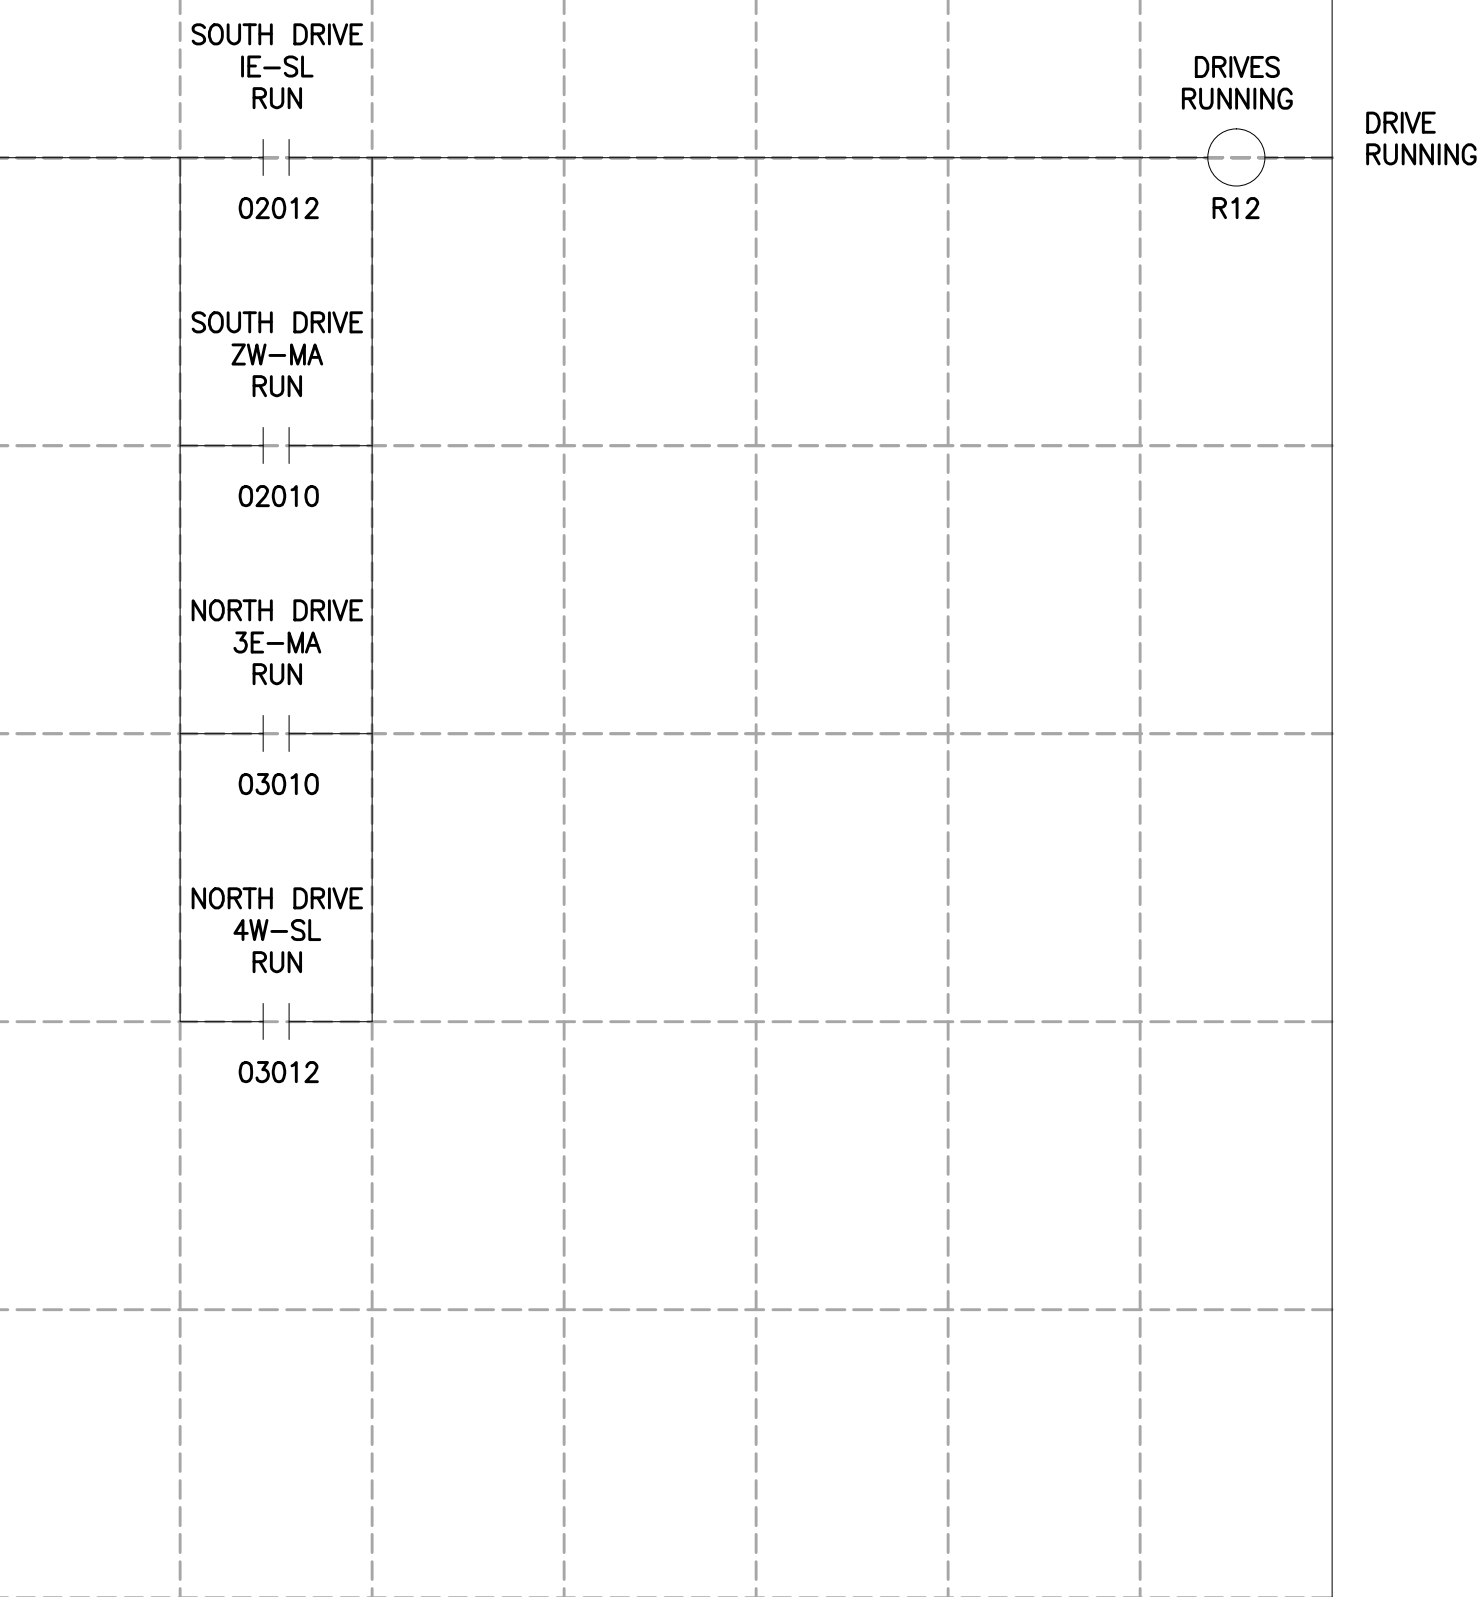 SOUTH DRIVE
IE-SL
RUN
DRIVES
RUNNING
DRIVE
RUNNING
02012
R12
SOUTH DRIVE
ZW-MA
RUN
02010
NORTH DRIVE
3E-MA
RUN
03010
NORTH DRIVE
4W-SL
RUN
03012